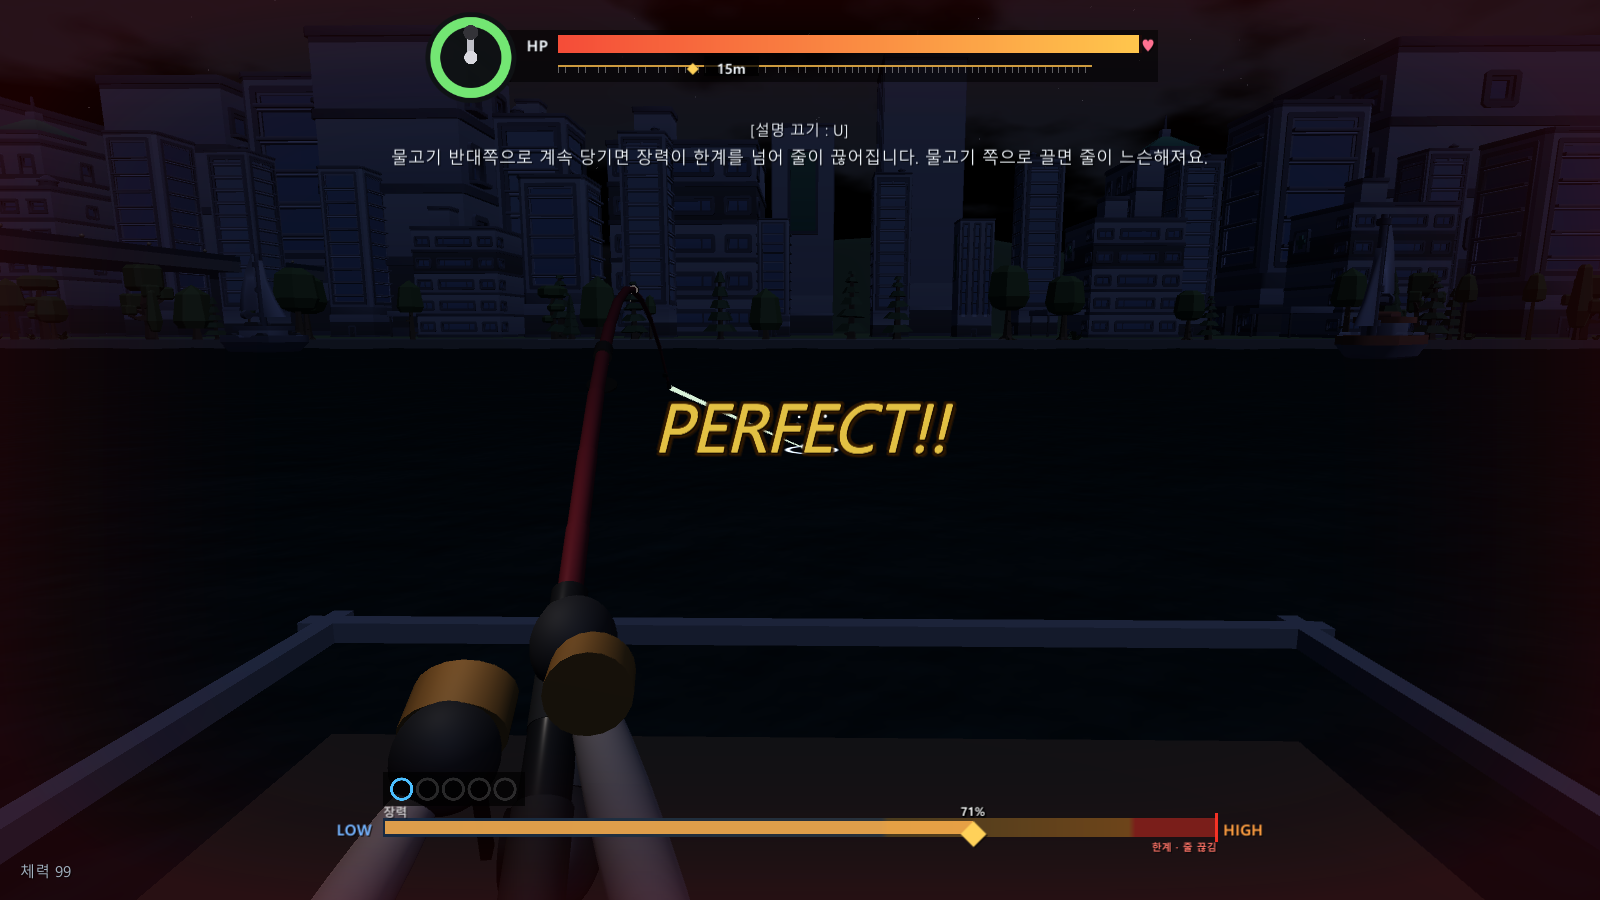 HP
15m
[설명 끄기 : U]
물고기 반대쪽으로 계속 당기면 장력이 한계를 넘어 줄이 끊어집니다. 물고기 쪽으로 끌면 줄이 느슨해져요.
PERFECT!!
장력
71%
LOW
HIGH
한계 · 줄 끊김
체력 99